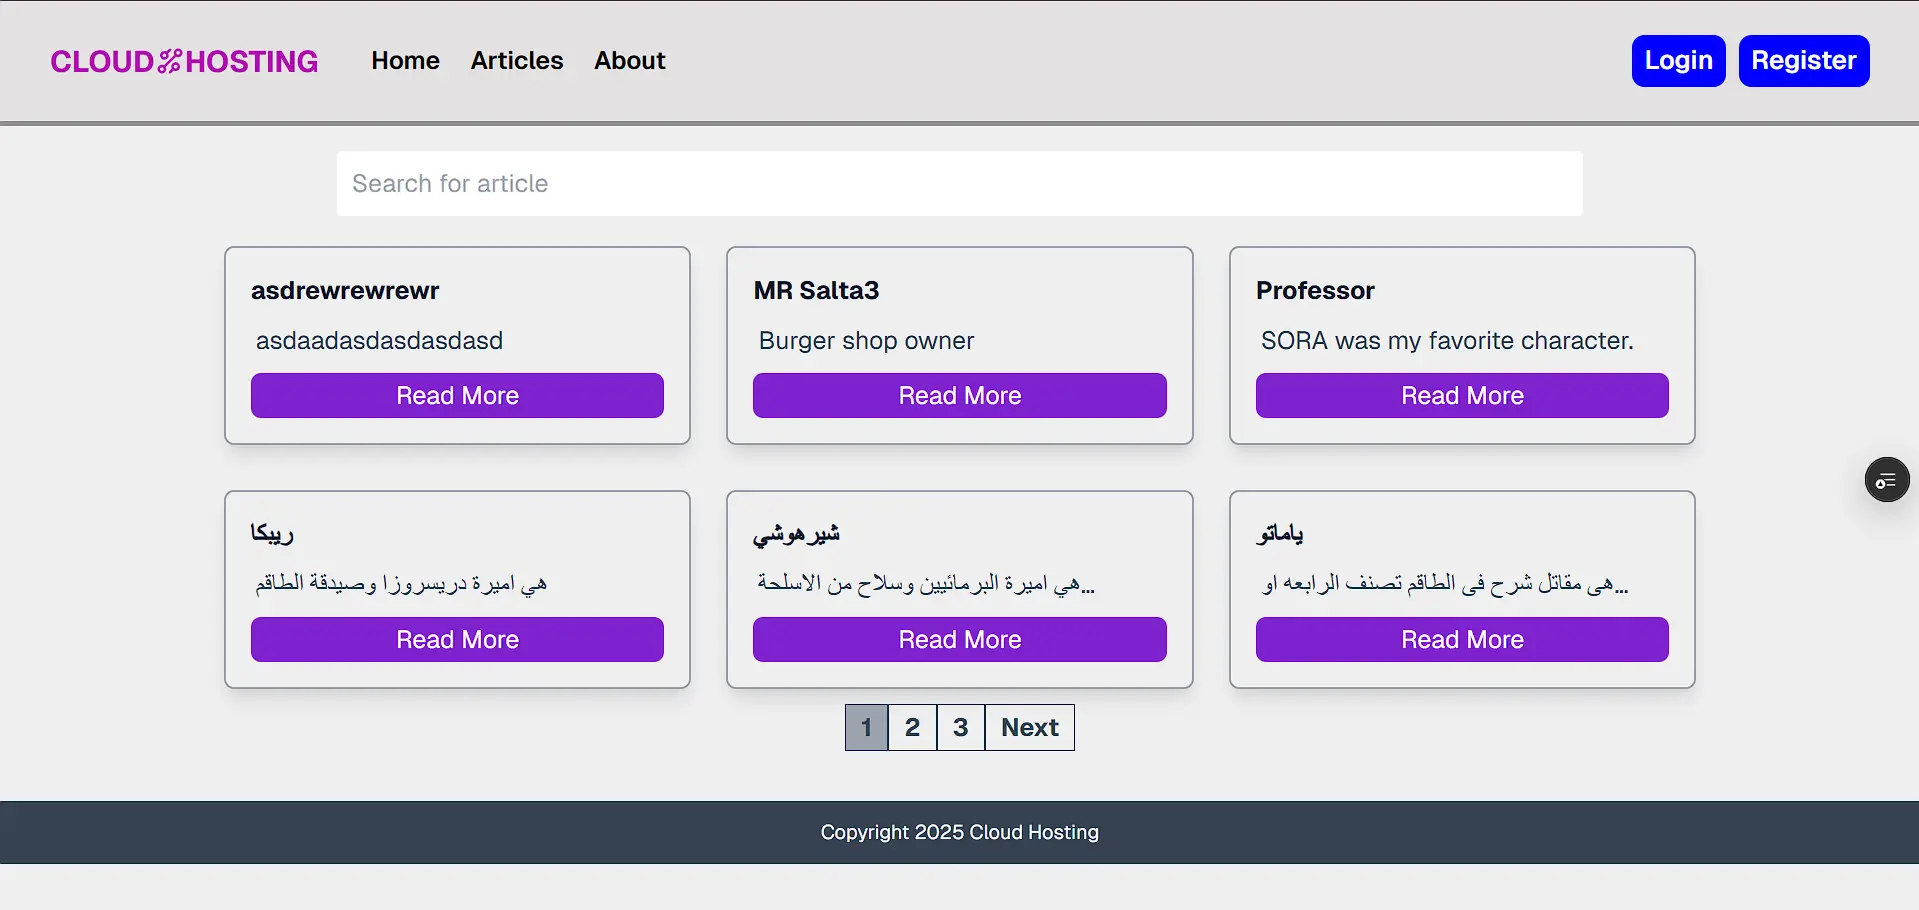 CLOUD HOSTING
Home
Articles
About
Login
Register
Search for article
asdrewrewrewr
asdaadasdasdasdasd
Read More
MR Salta3
Burger shop owner
Read More
Professor
SORA was my favorite character.
Read More
ريبكا
هي اميرة دريسروزا وصيدقة الطاقم
Read More
شيرهوشي
هي اميرة البرمائيين وسلاح من الاسلحة...
Read More
ياماتو
هى مقاتل شرح فى الطاقم تصنف الرابعه او...
Read More
1
2
3
Next
Copyright 2025 Cloud Hosting